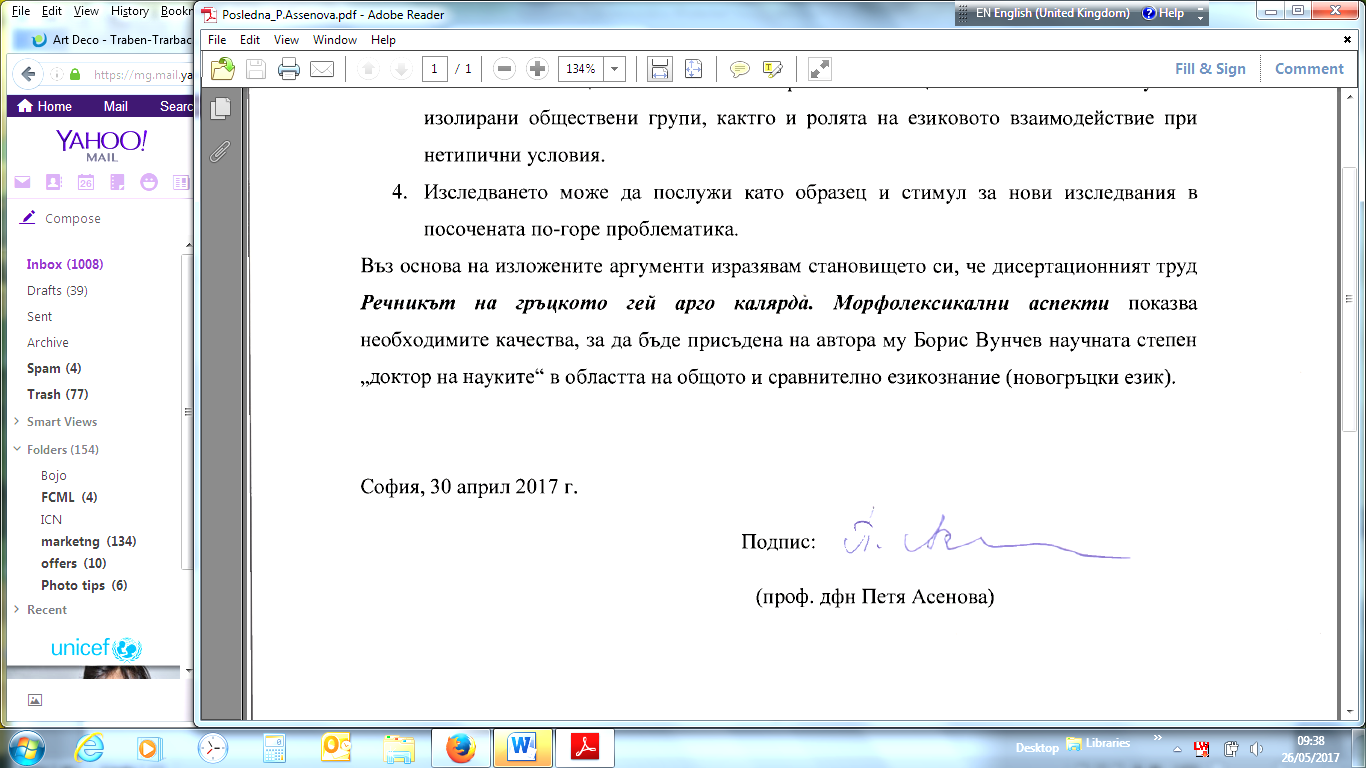 File Edit View History Bookn
Posledna_P.Assenova.pdf - Adobe Reader
EN English (United Kingdom) Help
Art Deco - Traben-Trarbac
File Edit View Window Help
https://mg.mail.ya
1 / 1
134%
Fill & Sign
Comment
Home Mail Searc
YAHOO!
MAIL
26
Compose
Inbox (1008)
Drafts (39)
Sent
Archive
Spam (4)
Trash (77)
Smart Views
Folders (154)
Bojo
FCML (4)
ICN
marketng (134)
offers (10)
Photo tips (6)
Recent
unicef
изолирани обществени групи, кактго и ролята на езиковото взаимодействие при
нетипични условия.
4. Изследването може да послужи като образец и стимул за нови изследвания в
посочената по-горе проблематика.
Въз основа на изложените аргументи изразявам становището си, че дисертационният труд
Речникът на гръцкото гей арго калярдà. Морфолексикални аспекти показва
необходимите качества, за да бъде присъдена на автора му Борис Вунчев научната степен
„доктор на науките“ в областта на общото и сравнително езикознание (новогръцки език).
София, 30 април 2017 г.
Подпис:
(проф. дфн Петя Асенова)
Desktop Libraries »
09:38
26/05/2017